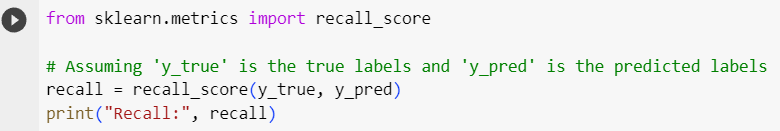 from sklearn.metrics import recall_score
# Assuming 'y_true' is the true labels and 'y_pred' is the predicted labels
recall = recall_score(y_true, y_pred)
print("Recall:", recall)